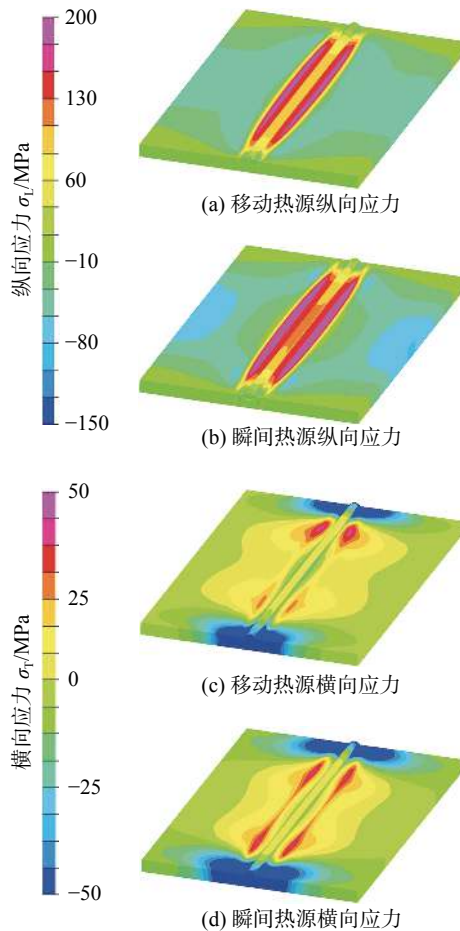 200
130
60
−10
−80
−150
纵向应力 σL/MPa
(a) 移动热源纵向应力
(b) 瞬间热源纵向应力
50
25
0
−25
−50
横向应力 σT/MPa
(c) 移动热源横向应力
(d) 瞬间热源横向应力